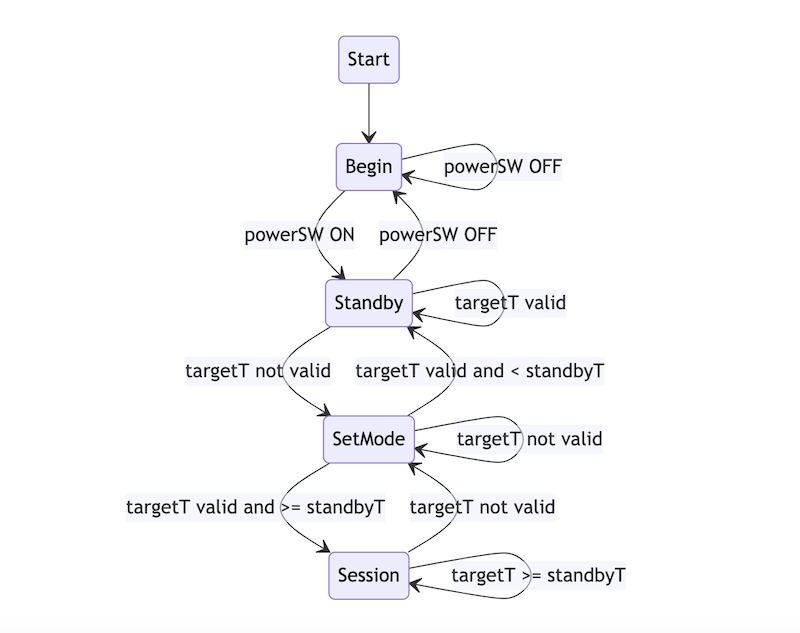 Start
Begin
powerSW OFF
powerSW ON
powerSW OFF
Standby
targetT valid
targetT not valid
targetT valid and < standbyT
SetMode
targetT not valid
targetT valid and >= standbyT
targetT not valid
Session
targetT >= standbyT